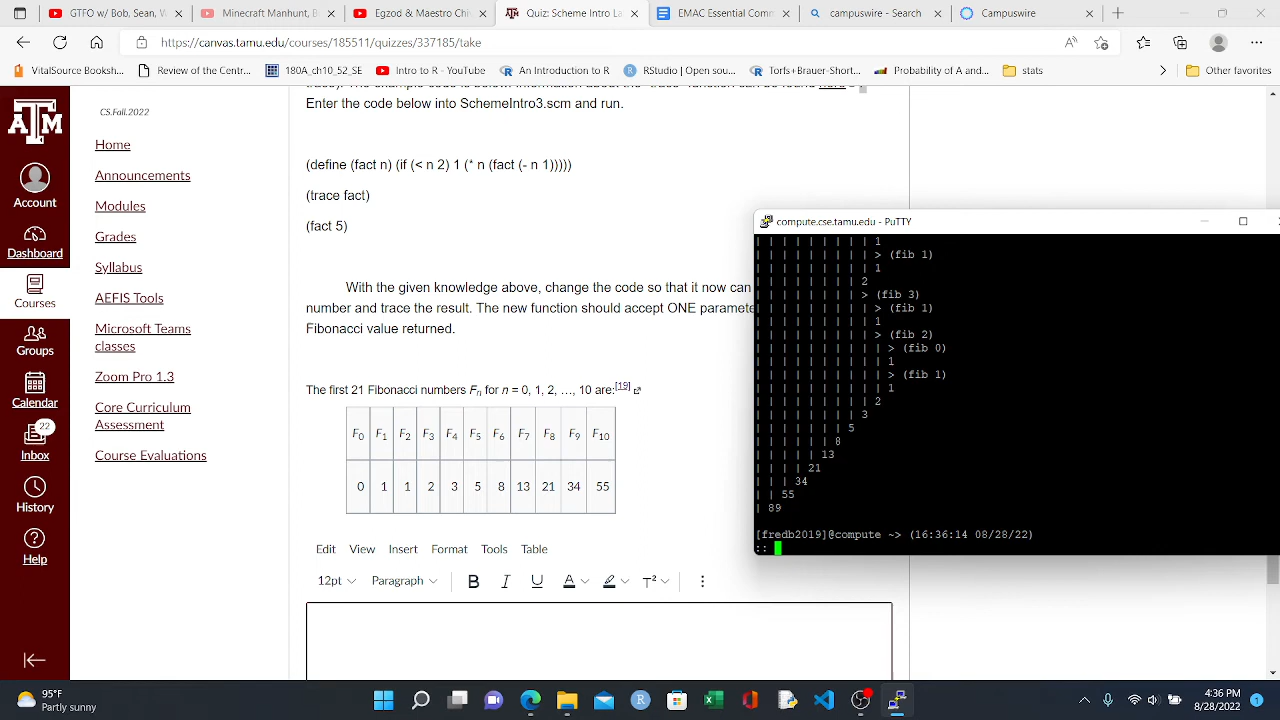 GTFO w/ Bob, Sean, W
Minecraft Manhunt, B
Egzon & Maestro Chiv
Quiz: Scheme Intro La
EMAC Essential Bindin
campuswire - Search
Campuswire
https://canvas.tamu.edu/courses/185511/quizzes/337185/take
VitalSource Booksh...
Review of the Centr...
180A_ch10_52_SE
Intro to R - YouTube
An Introduction to R
RStudio | Open sou...
Torfs+Brauer-Short...
Probability of A and...
stats
Other favorites
CS.Fall.2022
Home
Announcements
Modules
Grades
Syllabus
AEFIS Tools
Microsoft Teams
classes
Zoom Pro 1.3
Core Curriculum
Assessment
Course Evaluations
Account
Dashboard
Courses
Groups
Calendar
22
Inbox
History
Help
Enter the code below into SchemeIntro3.scm and run.
(define (fact n) (if (< n 2) 1 (* n (fact (- n 1)))))
(trace fact)
(fact 5)
With the given knowledge above, change the code so that it now can
number and trace the result. The new function should accept ONE paramete
Fibonacci value returned.
The first 21 Fibonacci numbers Fn for n = 0, 1, 2, …, 10 are:[19]
F0 F1 F2 F3 F4 F5 F6 F7 F8 F9 F10
0 1 1 2 3 5 8 13 21 34 55
Edit View Insert Format Tools Table
12pt Paragraph B I U A T²
compute.cse.tamu.edu - PuTTY
| | | | | | | | | 1
| | | | | | | | | > (fib 1)
| | | | | | | | | 1
| | | | | | | | 2
| | | | | | | | > (fib 3)
| | | | | | | | | > (fib 1)
| | | | | | | | | 1
| | | | | | | | | > (fib 2)
| | | | | | | | | | > (fib 0)
| | | | | | | | | | 1
| | | | | | | | | | > (fib 1)
| | | | | | | | | | 1
| | | | | | | | | 2
| | | | | | | | 3
| | | | | | | 5
| | | | | | 8
| | | | | 13
| | | | 21
| | | 34
| | 55
| 89
[fredb2019]@compute ~> (16:36:14 08/28/22)
::
95°F
Partly sunny
4:36 PM
8/28/2022
1